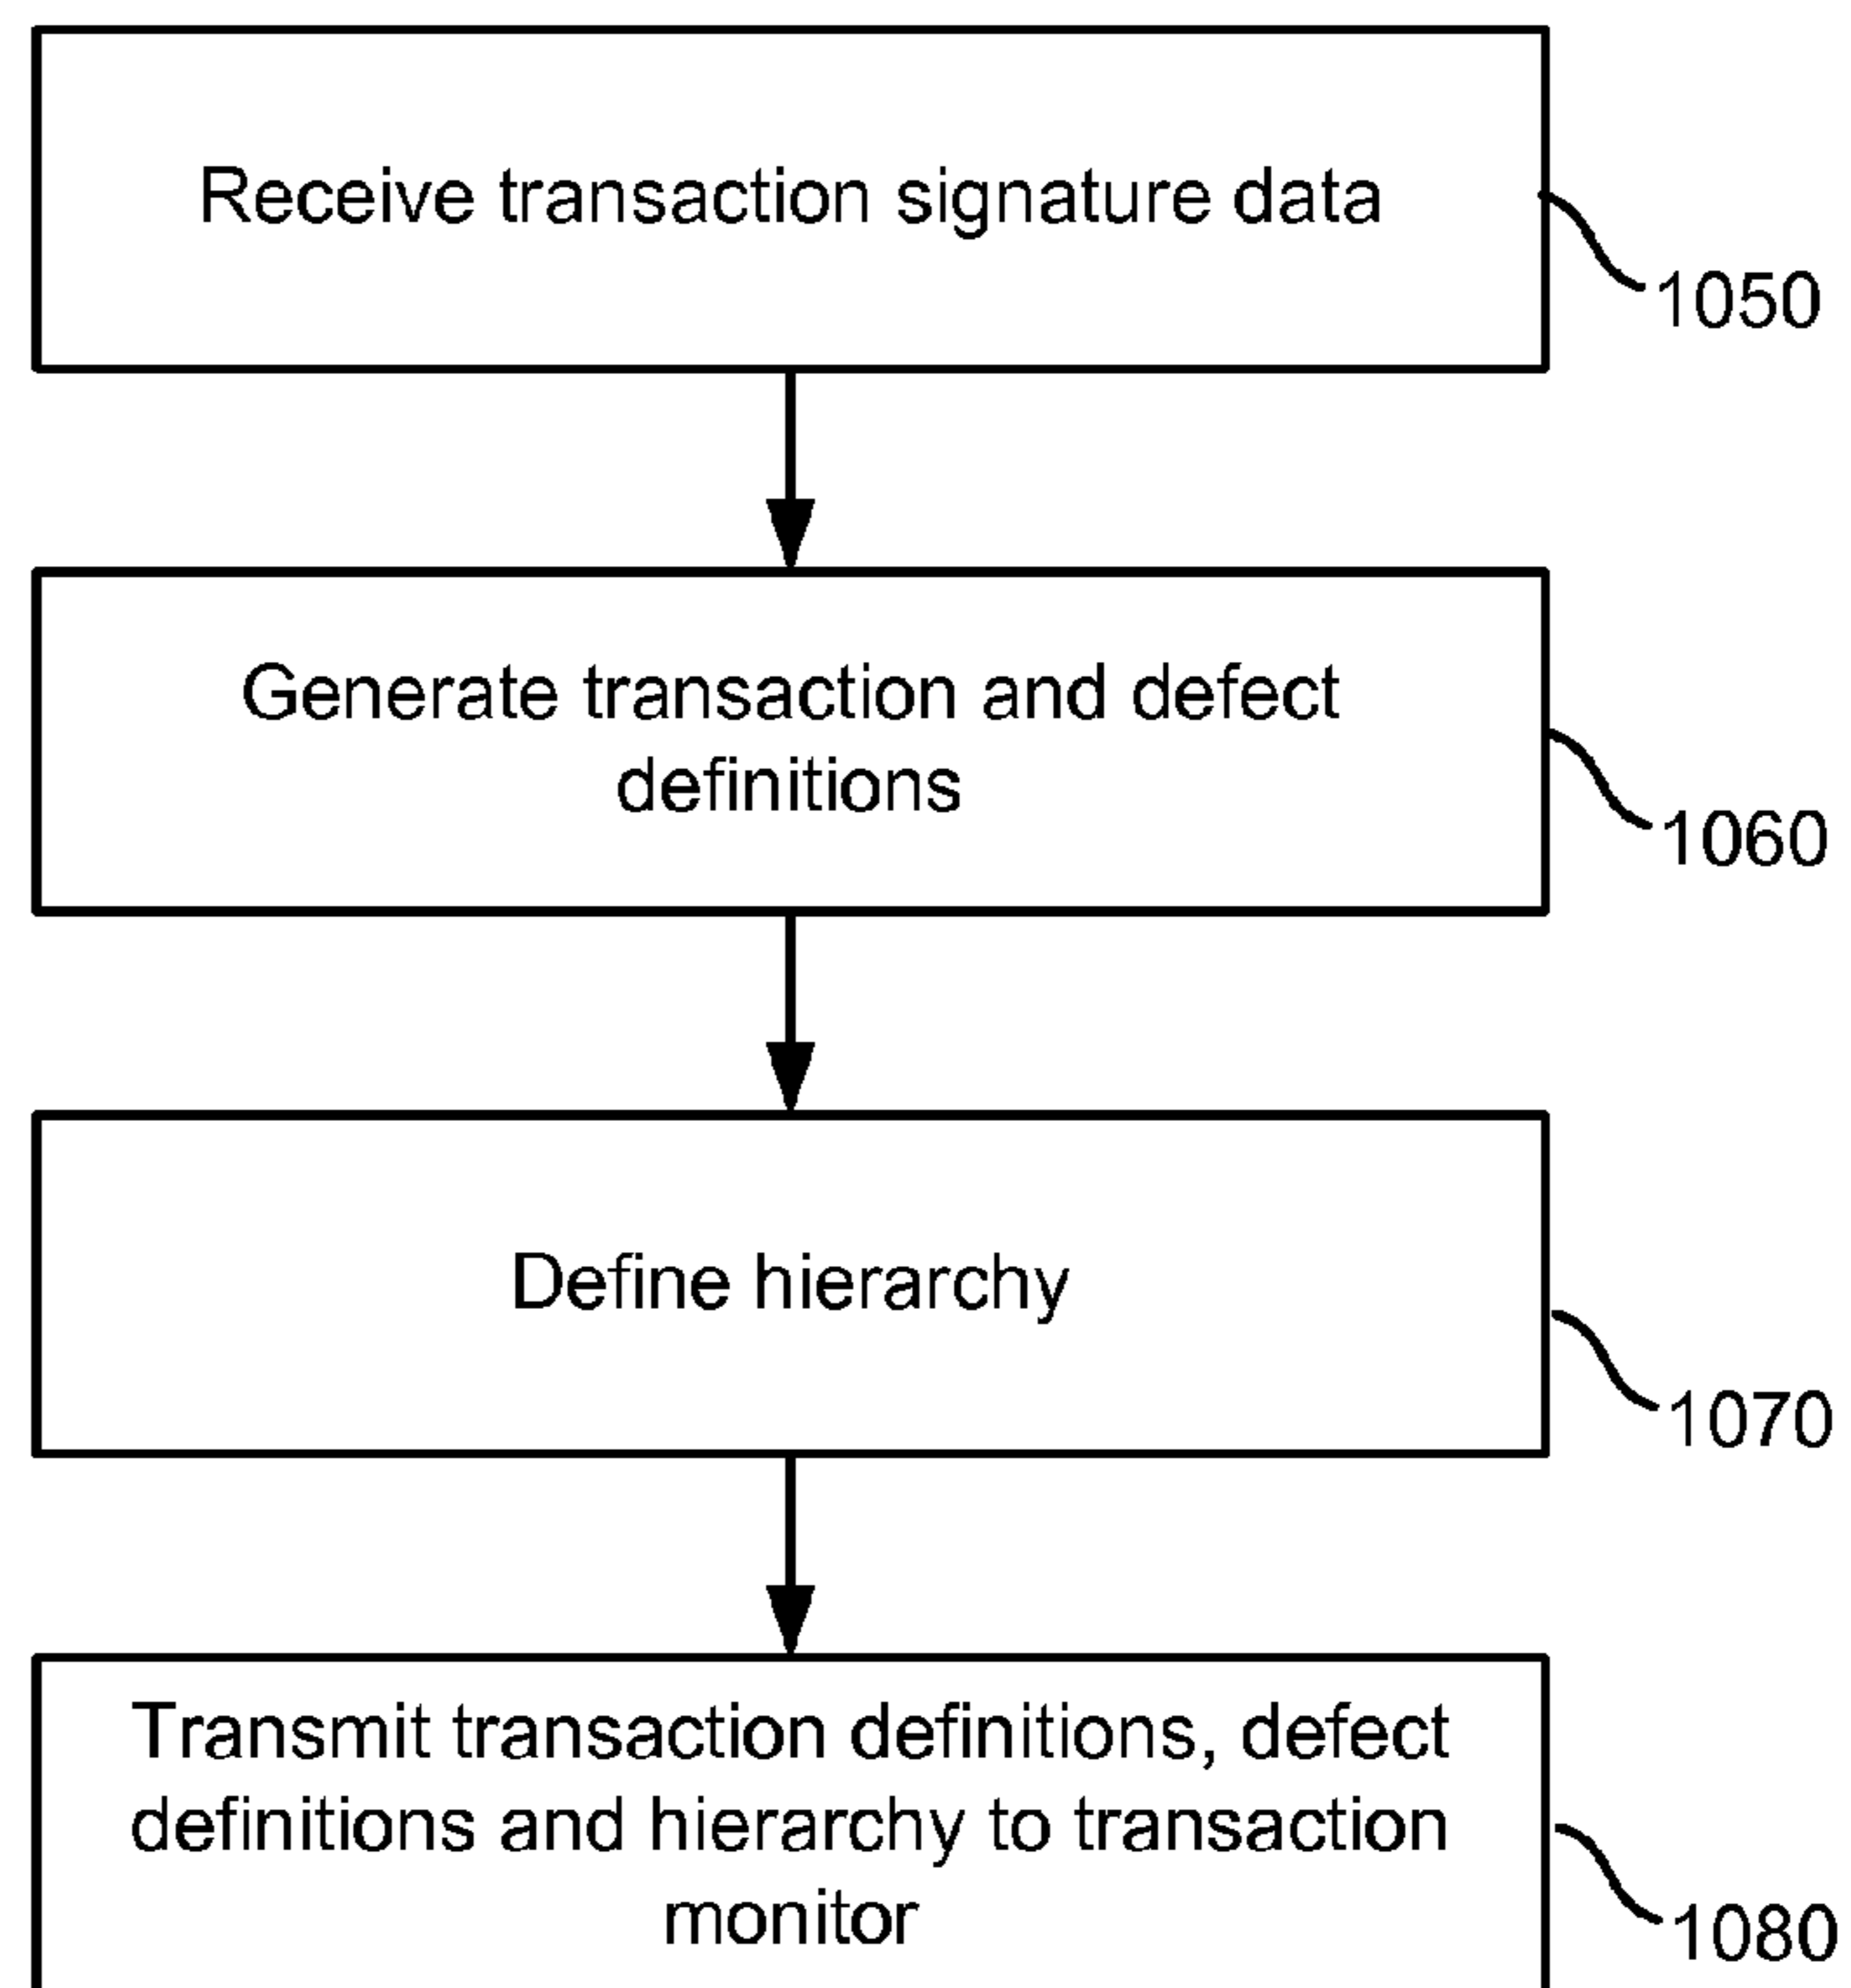 Receive transaction signature data
1050
Generate transaction and defect
definitions
1060
Define hierarchy
1070
Transmit transaction definitions, defect
definitions and hierarchy to transaction
monitor
1080